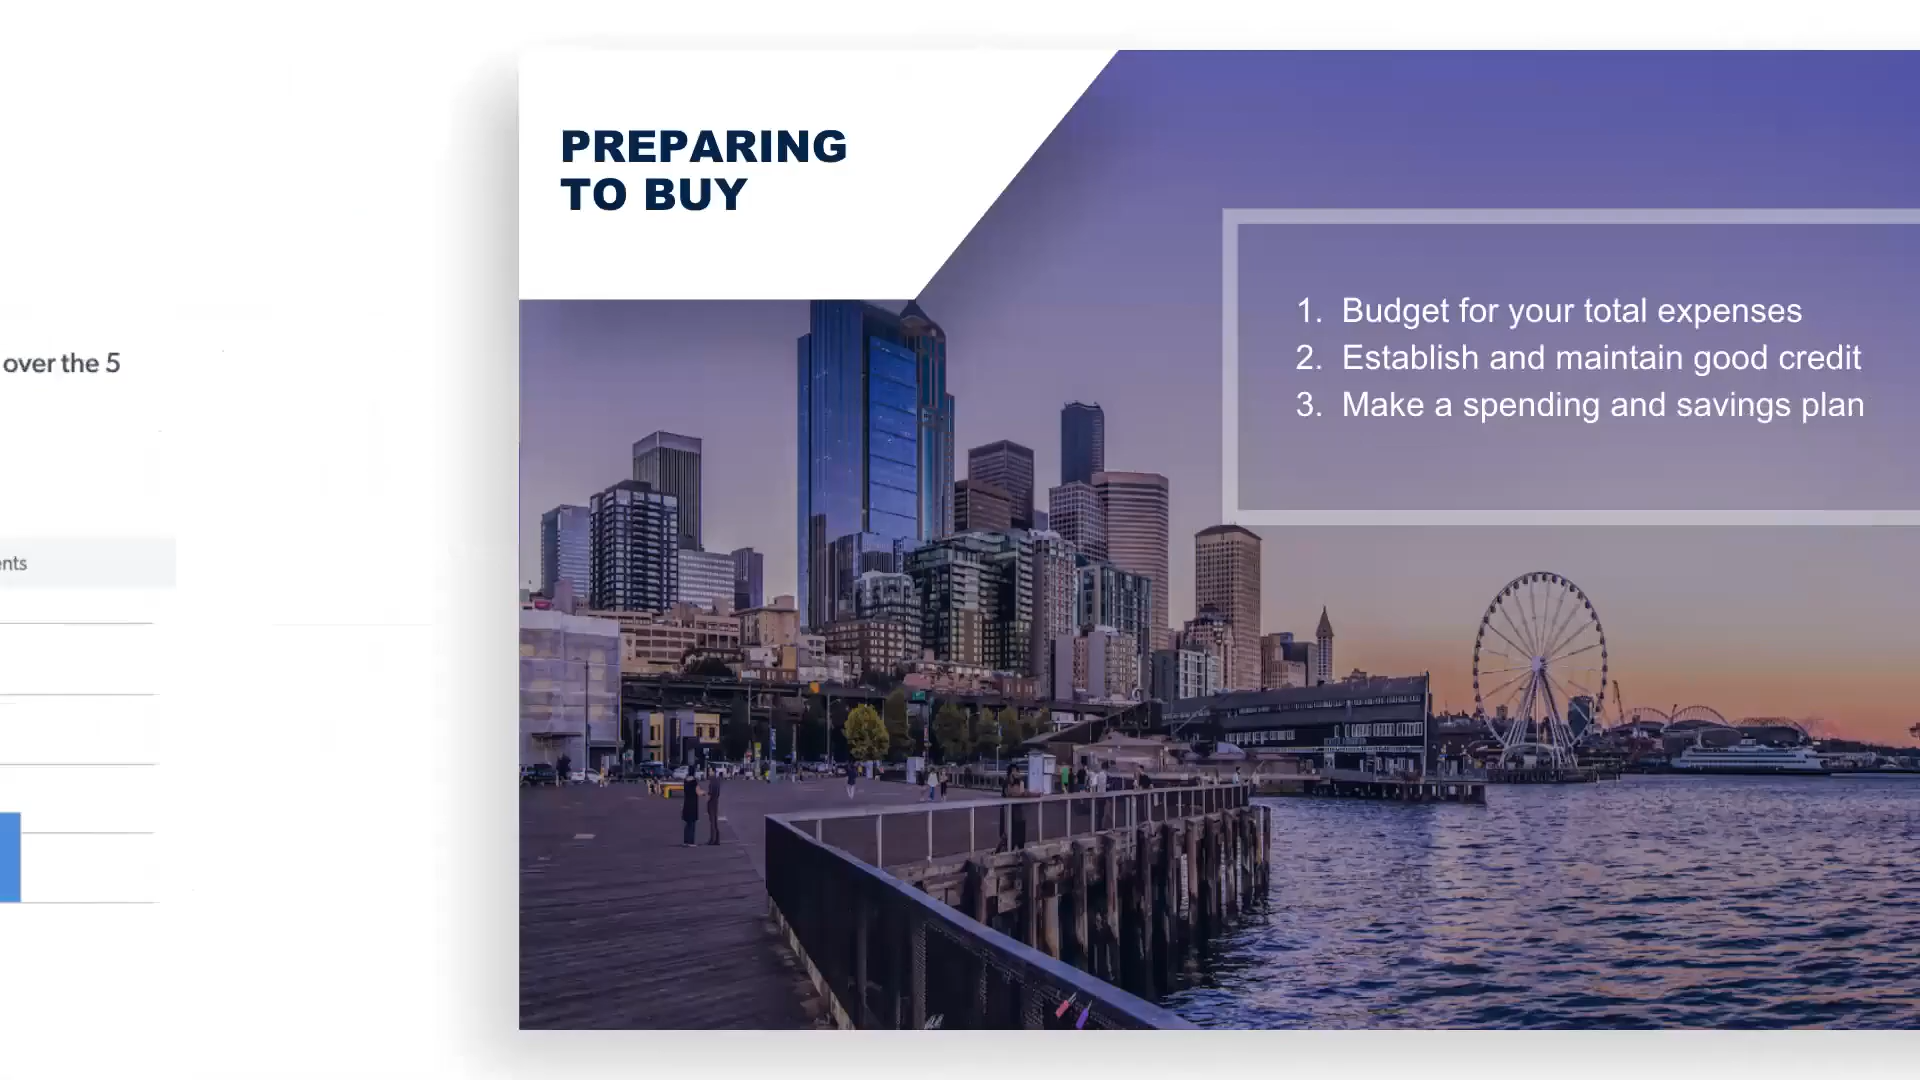 over the 5
ents
PREPARING
TO BUY
1. Budget for your total expenses
2. Establish and maintain good credit
3. Make a spending and savings plan